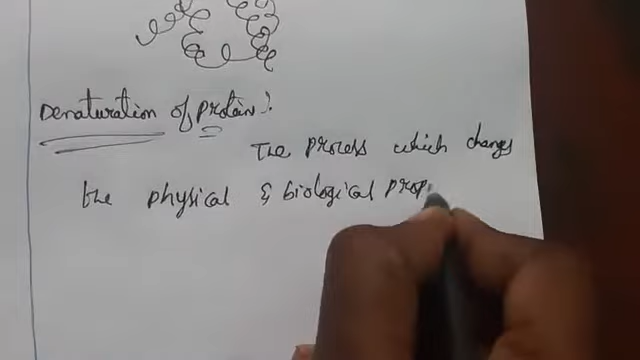 Denaturation of Protein :
The process which changes
the physical & biological prop